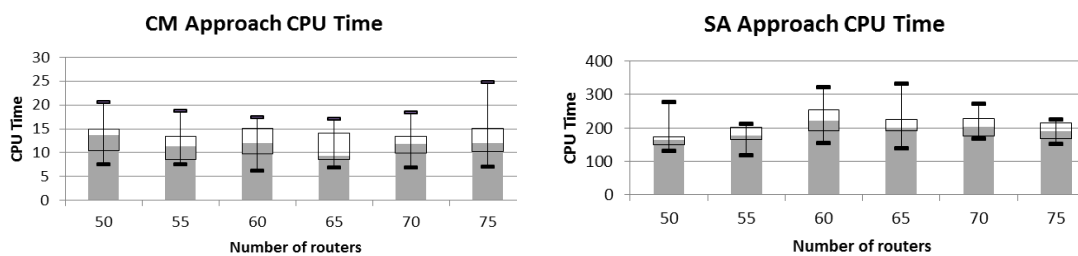 CM Approach CPU Time
30
25
20
15
10
5
0
CPU Time
50 55 60 65 70 75
Number of routers
SA Approach CPU Time
400
300
200
100
0
CPU Time
50 55 60 65 70 75
Number of routers